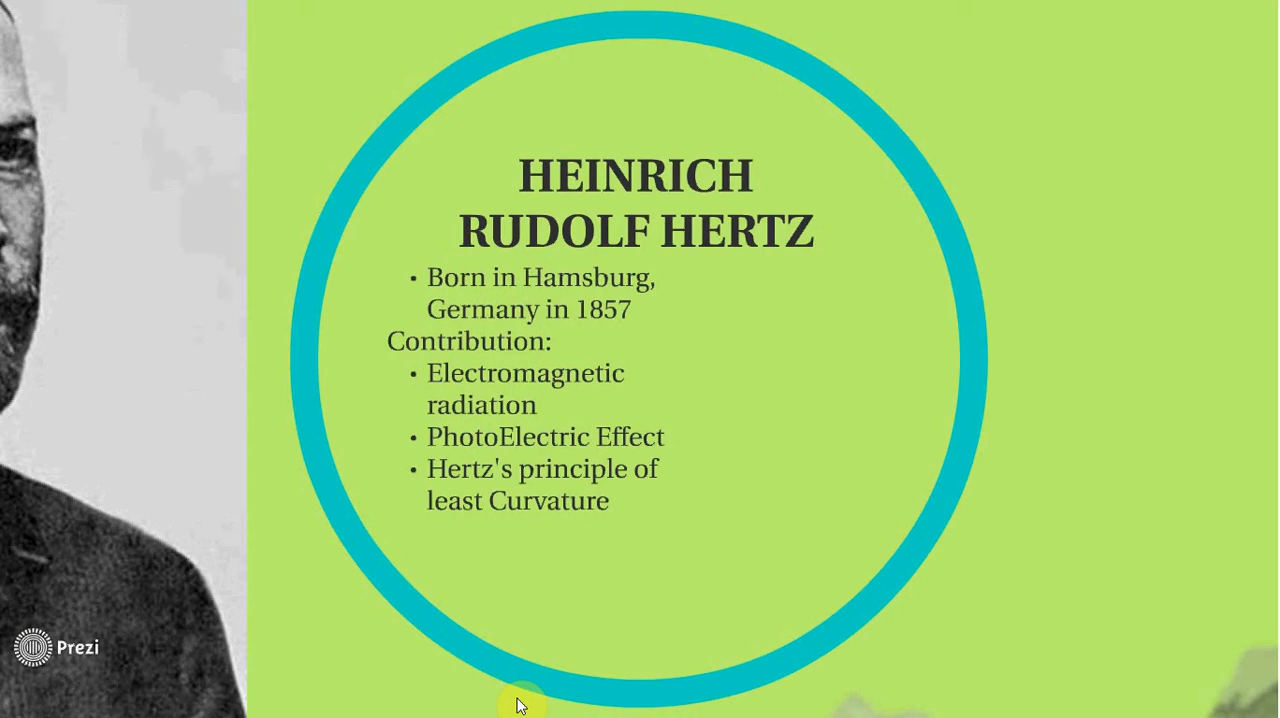 HEINRICH
RUDOLF HERTZ
• Born in Hamsburg,
Germany in 1857
Contribution:
• Electromagnetic
radiation
• PhotoElectric Effect
• Hertz's principle of
least Curvature
Prezi